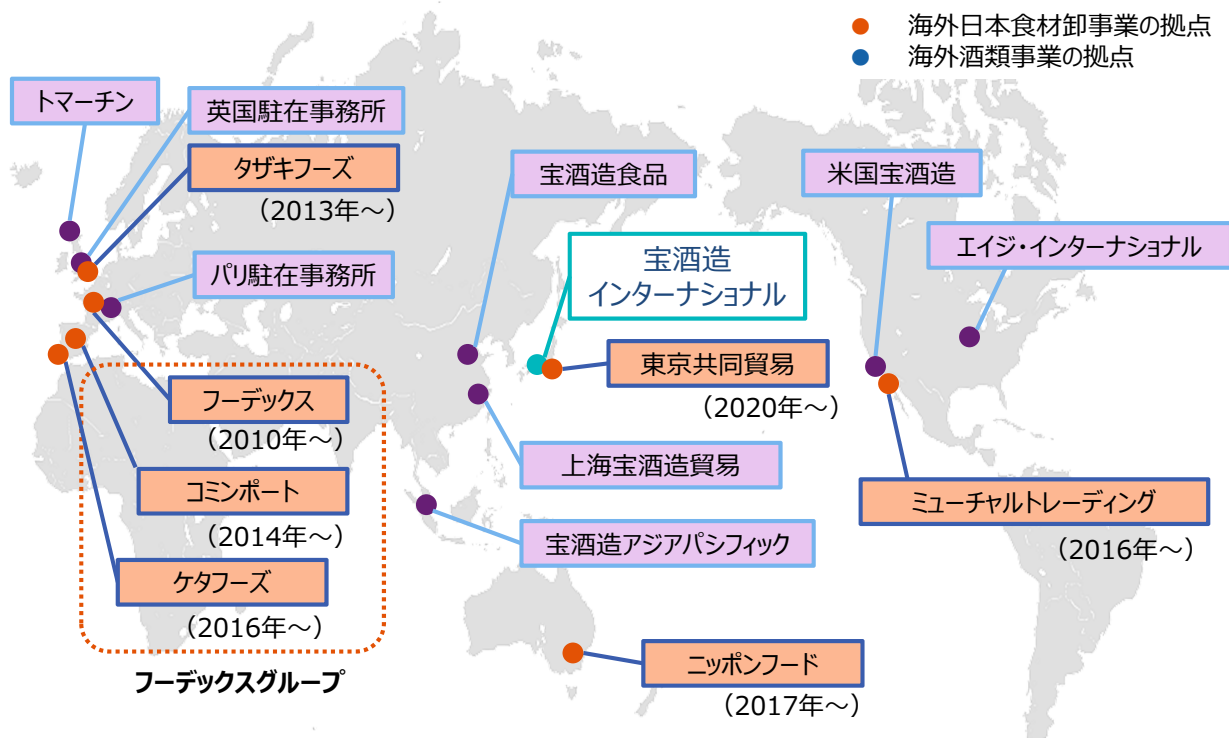 海外日本食材卸事業の拠点
海外酒類事業の拠点
トマーチン
英国駐在事務所
タザキフーズ
（2013年～）
パリ駐在事務所
宝酒造食品
宝酒造
インターナショナル
米国宝酒造
エイジ・インターナショナル
東京共同貿易
（2020年～）
フーデックス
（2010年～）
コミンポート
（2014年～）
ケタフーズ
（2016年～）
フーデックスグループ
上海宝酒造貿易
宝酒造アジアパシフィック
ミューチャルトレーディング
（2016年～）
ニッポンフード
（2017年～）